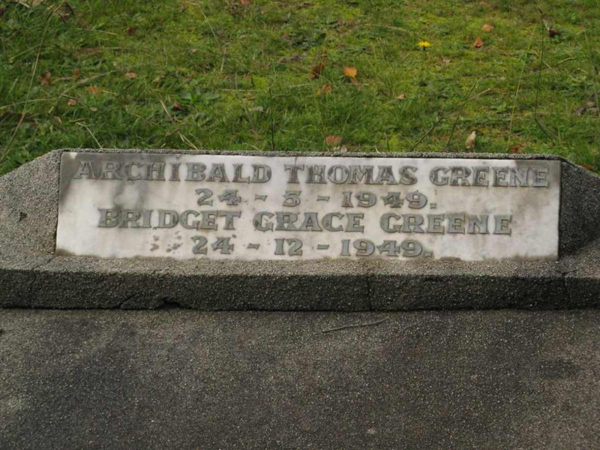 ARCHIBALD THOMAS GREENE
24 - 3 - 1949.
BRIDGET GRACE GREENE
24 - 12 - 1949.